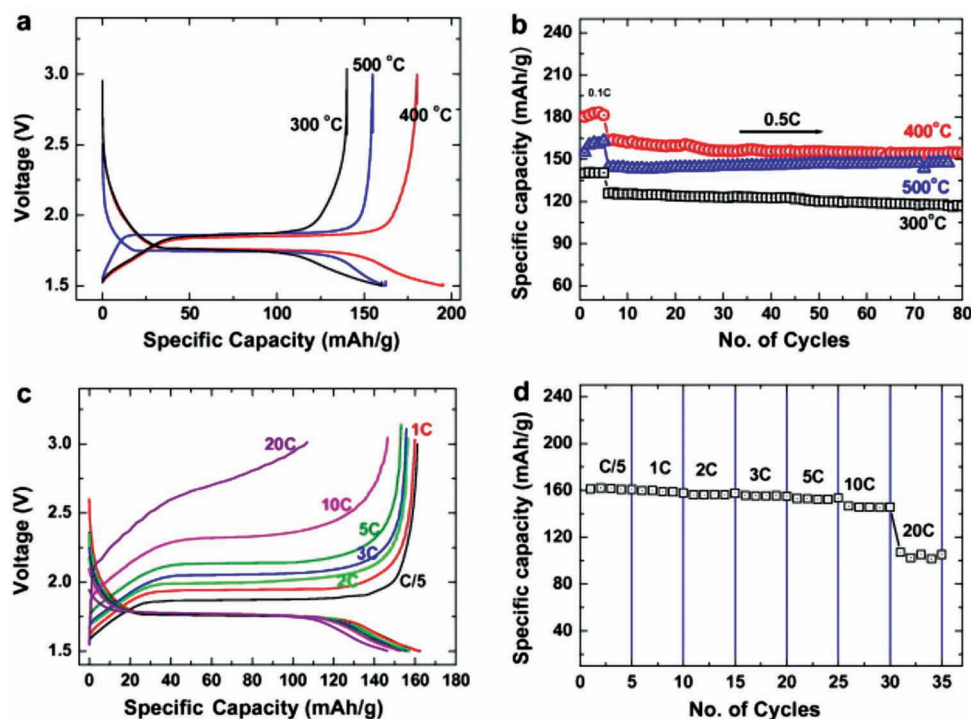 a
3.0
2.5
2.0
1.5
Voltage (V)
500 °C
300 °C
400 °C
0 50 100 150 200
Specific Capacity (mAh/g)
b
240
210
180
150
120
90
60
Specific capacity (mAh/g)
0.1C
0.5C
400°C
500°C
300°C
0 10 20 30 40 50 60 70 80
No. of Cycles
c
3.0
2.5
2.0
1.5
Voltage (V)
20C
1C
10C
5C
3C
2C
C/5
0 20 40 60 80 100 120 140 160 180
Specific Capacity (mAh/g)
d
240
200
160
120
80
40
Specific capacity (mAh/g)
C/5 1C 2C 3C 5C 10C
20C
0 5 10 15 20 25 30 35
No. of Cycles